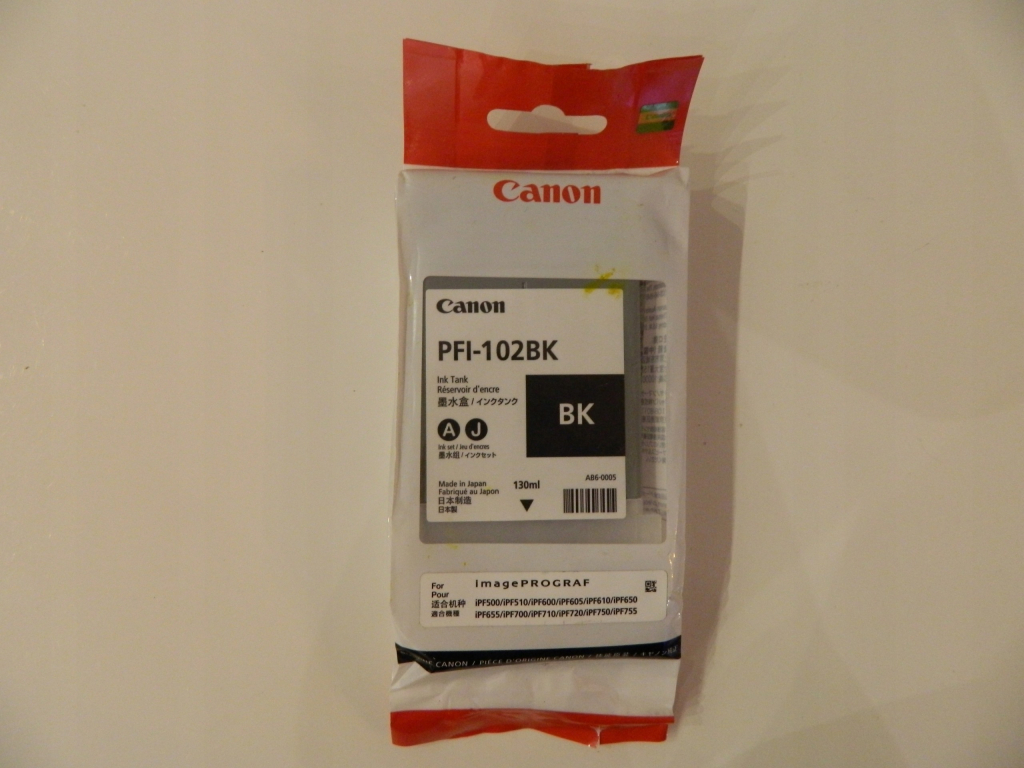 Canon
Canon
PFI-102BK
Ink Tank
Réservoir d'encre
墨水盒 / インクタンク
BK
A J
Ink set / Jeu d'encres
墨水组 / インクセット
Made in Japan
Fabriqué au Japon
日本制造
日本製
130ml
AB6-0005
For
Pour
适合机种
適合機種
imagePROGRAF
iPF500/iPF510/iPF600/iPF605/iPF610/iPF650
iPF655/iPF700/iPF710/iPF720/iPF750/iPF755
CANON / PIECE D'ORIGINE CANON /